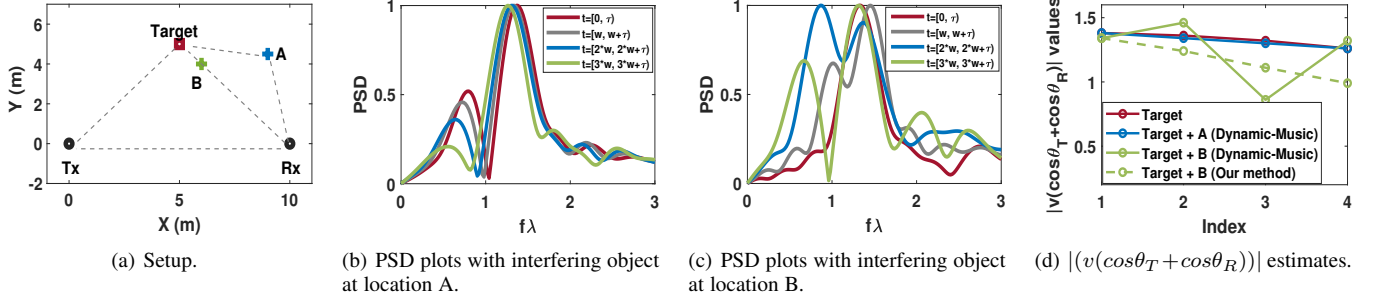 6
4
2
0
-2
Y (m)
Target
A
B
Tx
Rx
0
5
10
X (m)
(a) Setup.
1
0.5
0
PSD
t=[0, τ)
t=[w, w+τ)
t=[2*w, 2*w+τ)
t=[3*w, 3*w+τ)
0
1
2
3
fλ
(b) PSD plots with interfering object
at location A.
1
0.5
0
PSD
t=[0, τ)
t=[w, w+τ)
t=[2*w, 2*w+τ)
t=[3*w, 3*w+τ)
0
1
2
3
fλ
(c) PSD plots with interfering object
at location B.
|v(cosθT+cosθR)| values
1.5
1
0.5
Target
Target + A (Dynamic-Music)
Target + B (Dynamic-Music)
Target + B (Our method)
1
2
3
4
Index
(d) |(v(cosθT+cosθR))| estimates.